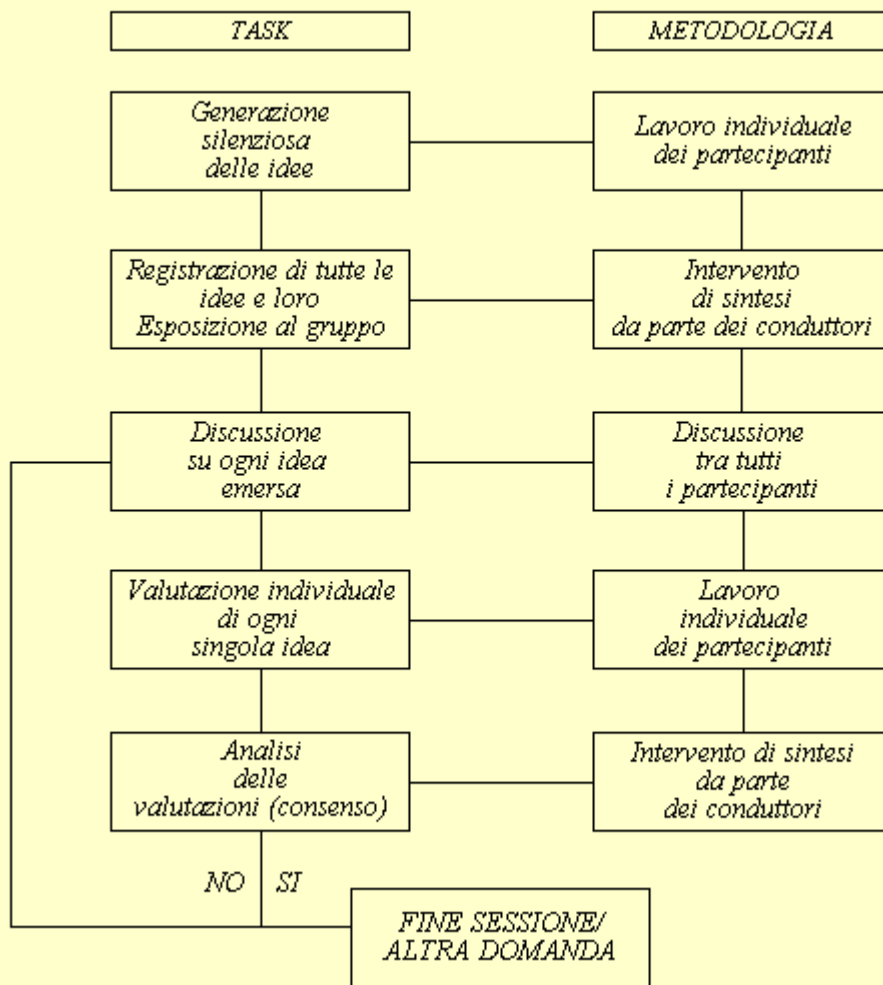 TASK
METODOLOGIA
Generazione
silenziosa
delle idee
Lavoro individuale
dei partecipanti
Registrazione di tutte le
idee e loro
Esposizione al gruppo
Intervento
di sintesi
da parte dei conduttori
Discussione
su ogni idea
emersa
Discussione
tra tutti
i partecipanti
Valutazione individuale
di ogni
singola idea
Lavoro
individuale
dei partecipanti
Analisi
delle
valutazioni (consenso)
Intervento di sintesi
da parte
dei conduttori
NO SI
FINE SESSIONE/
ALTRA DOMANDA